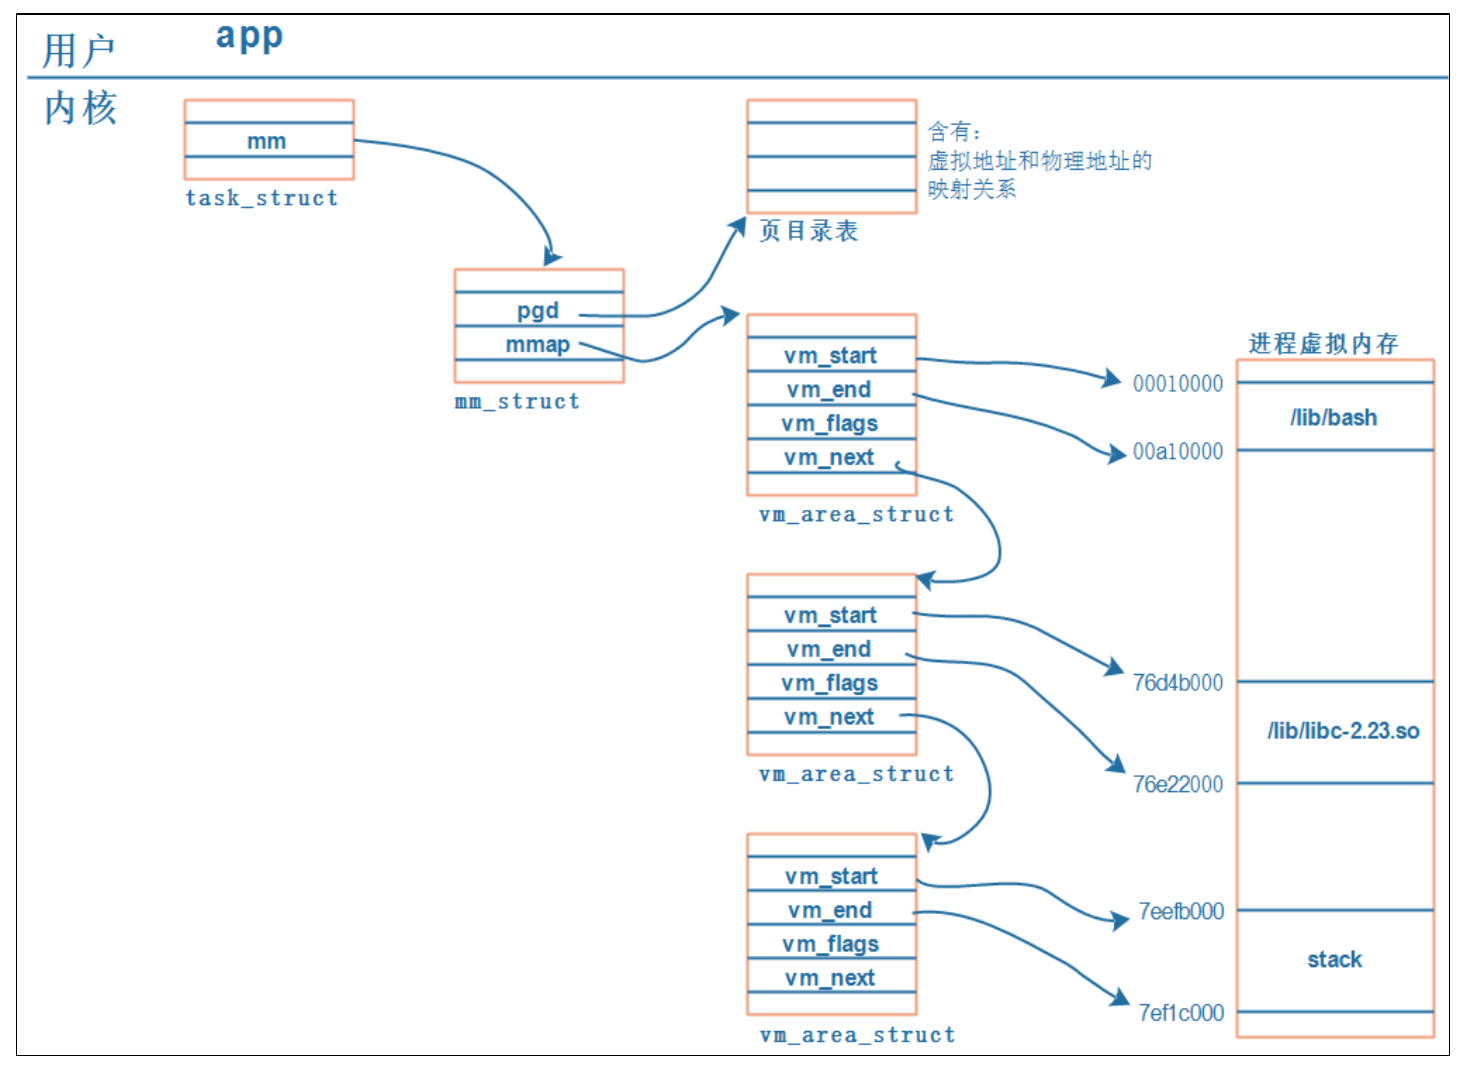 用户
app
内核
mm
task_struct
含有：
虚拟地址和物理地址的
映射关系
页目录表
pgd
mmap
mm_struct
vm_start
vm_end
vm_flags
vm_next
vm_area_struct
进程虚拟内存
00010000
/lib/bash
00a10000
vm_start
vm_end
vm_flags
vm_next
vm_area_struct
76d4b000
/lib/libc-2.23.so
76e22000
vm_start
vm_end
vm_flags
vm_next
vm_area_struct
7eefb000
stack
7ef1c000